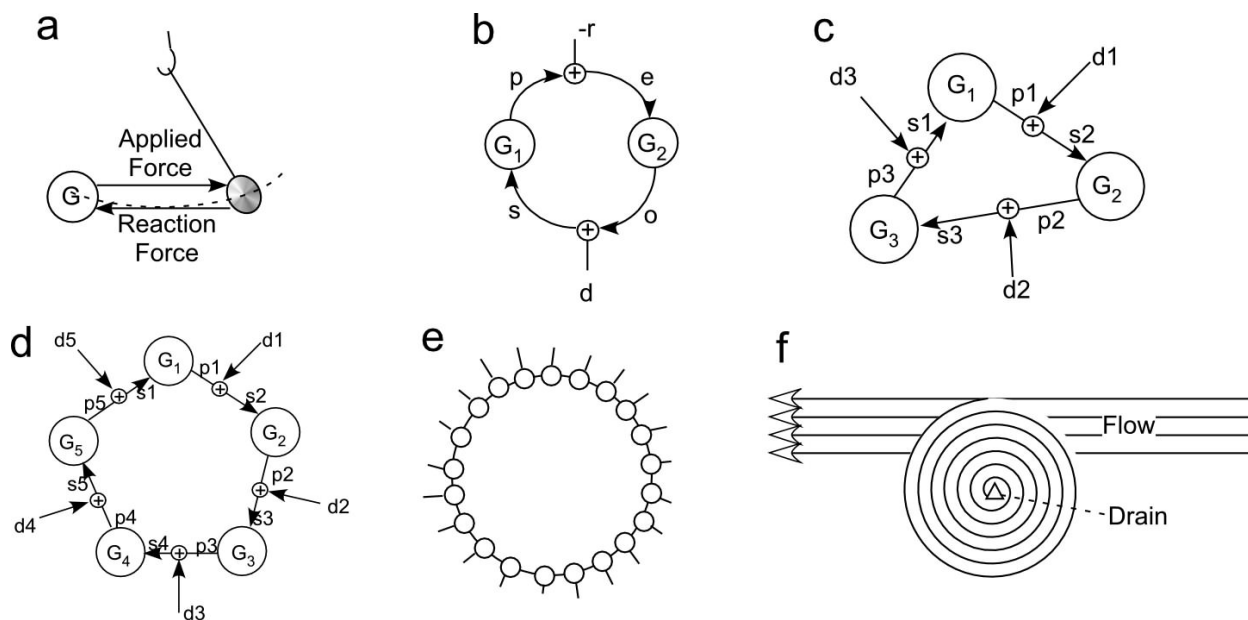 a
Applied
Force
G
Reaction
Force
b
-r
p
e
G1
G2
s
o
d
c
d3
G1
p1
d1
s1
s2
p3
G2
G3
s3
p2
d2
d
d5
G1
p1
d1
p5
s1
s2
G5
G2
s5
p2
d4
d2
p4
s3
G4
s4
p3
G3
d3
e
f
Flow
Drain